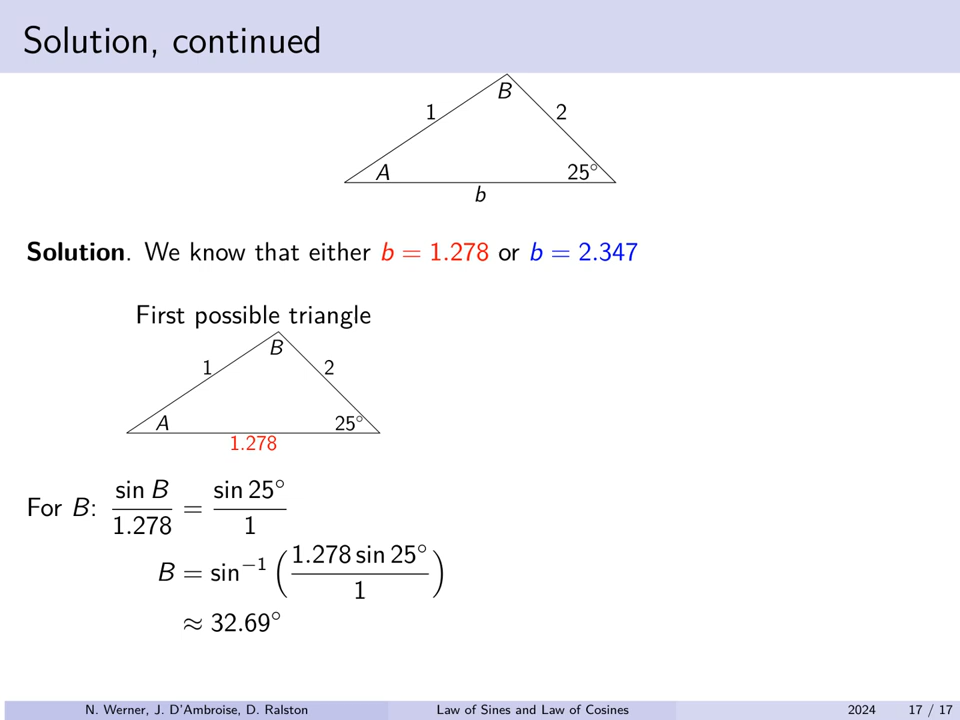 Solution, continued
B
1
2
A
25°
b
Solution. We know that either b = 1.278 or b = 2.347
First possible triangle
B
1
2
A
25°
1.278
For B: sin B / 1.278 = sin 25° / 1
B = sin⁻¹ (1.278 sin 25° / 1)
≈ 32.69°
N. Werner, J. D'Ambroise, D. Ralston
Law of Sines and Law of Cosines
2024
17 / 17